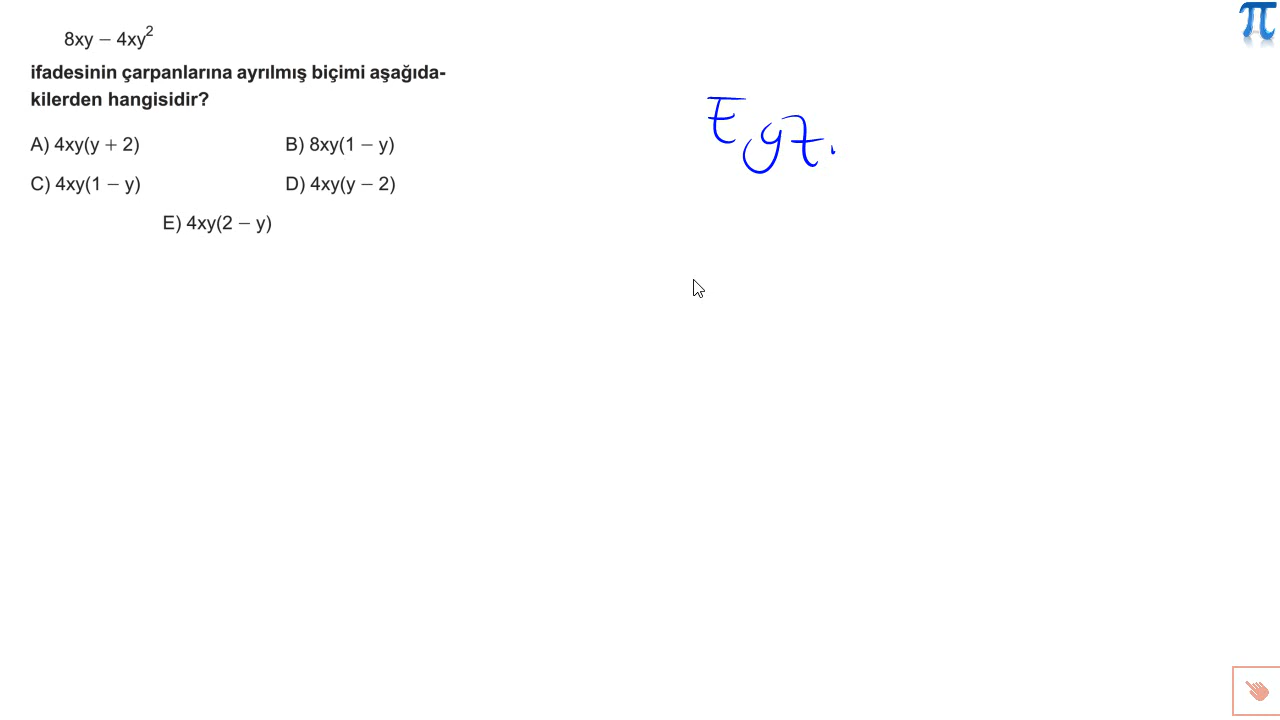 8xy − 4xy²
ifadesinin çarpanlarına ayrılmış biçimi aşağıda-
kilerden hangisidir?
A) 4xy(y + 2) B) 8xy(1 − y)
C) 4xy(1 − y) D) 4xy(y − 2)
E) 4xy(2 − y)
Egz.
π